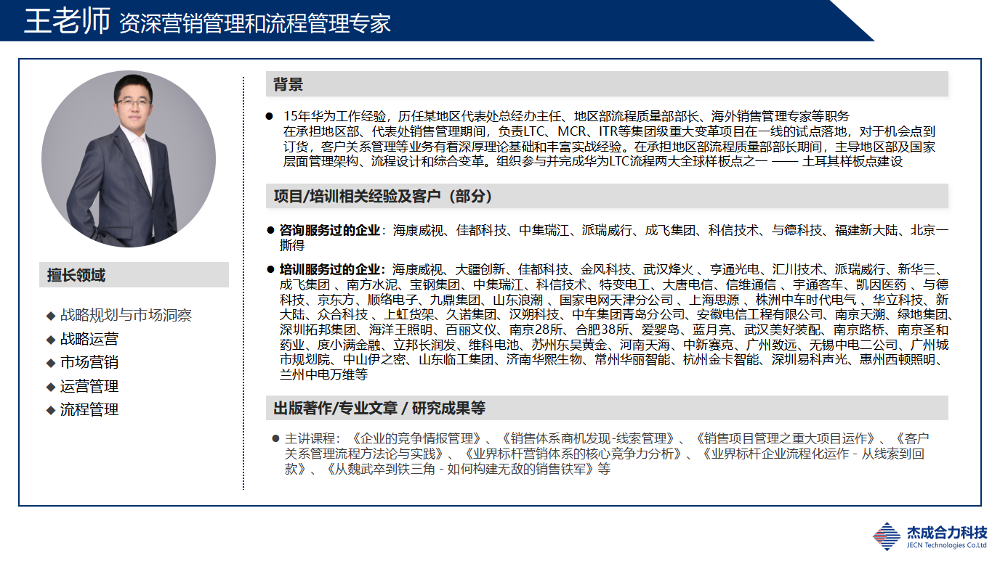 王老师 资深营销管理和流程管理专家
擅长领域
◆ 战略规划与市场洞察
◆ 战略运营
◆ 市场营销
◆ 运营管理
◆ 流程管理
背景
● 15年华为工作经验，历任某地区代表处总经办主任、地区部流程质量部部长、海外销售管理专家等职务
在承担地区部、代表处销售管理期间，负责LTC、MCR、ITR等集团级重大变革项目在一线的试点落地，对于机会点到
订货，客户关系管理等业务有着深厚理论基础和丰富实战经验。在承担地区部流程质量部部长期间，主导地区部及国家
层面管理架构、流程设计和综合变革。组织参与并完成华为LTC流程两大全球样板点之一 —— 土耳其样板点建设
项目/培训相关经验及客户（部分）
● 咨询服务过的企业：海康威视、佳都科技、中集瑞江、派瑞威行、成飞集团、科信技术、与德科技、福建新大陆、北京一
撕得
● 培训服务过的企业：海康威视、大疆创新、佳都科技、金风科技、武汉烽火 、亨通光电、汇川技术、派瑞威行、新华三、
成飞集团 、南方水泥、宝钢集团、中集瑞江、科信技术、特变电工、大唐电信、信维通信 、宇通客车、凯因医药 、与德
科技、京东方、顺络电子、九鼎集团、山东浪潮 、国家电网天津分公司 、上海思源 、株洲中车时代电气 、华立科技、新
大陆、众合科技 、上虹货架、久诺集团、汉朔科技、中车集团青岛分公司、安徽电信工程有限公司、南京天溯、绿地集团、
深圳拓邦集团、海洋王照明、百丽文仪、南京28所、合肥38所、爱婴岛、蓝月亮、武汉美好装配、南京路桥、南京圣和
药业、度小满金融、立邦长润发、维科电池、苏州东吴黄金、河南天海、中新赛克、广州致远、无锡中电二公司、广州城
市规划院、中山伊之密、山东临工集团、济南华熙生物、常州华丽智能、杭州金卡智能、深圳易科声光、惠州西顿照明、
兰州中电万维等
出版著作/专业文章 / 研究成果等
● 主讲课程：《企业的竞争情报管理》、《销售体系商机发现-线索管理》、《销售项目管理之重大项目运作》、《客户
关系管理流程方法论与实践》、《业界标杆营销体系的核心竞争力分析》、《业界标杆企业流程化运作 - 从线索到回
款》、《从魏武卒到铁三角 - 如何构建无敌的销售铁军》等
杰成合力科技
JECN Technologies Co.Ltd